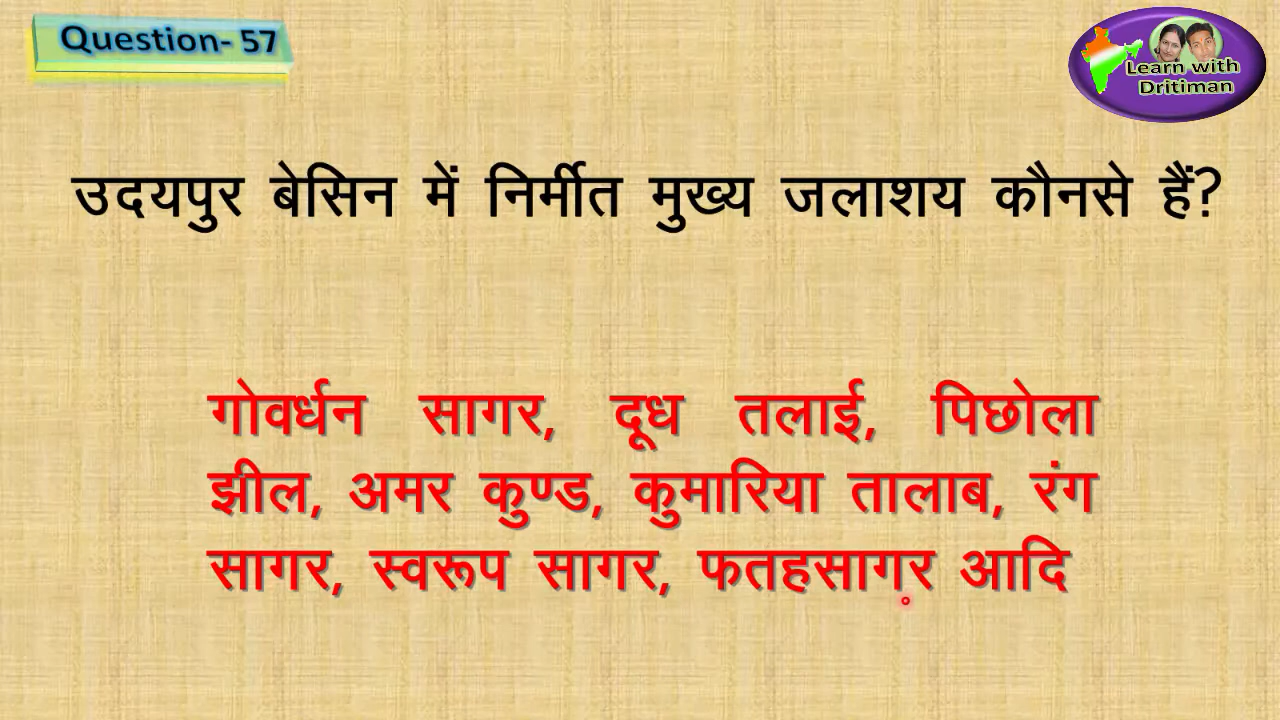 Question- 57
Learn with
Dritiman
उदयपुर बेसिन में निर्मीत मुख्य जलाशय कौनसे हैं?
गोवर्धन सागर, दूध तलाई, पिछोला
झील, अमर कुण्ड, कुमारिया तालाब, रंग
सागर, स्वरूप सागर, फतहसागर आदि